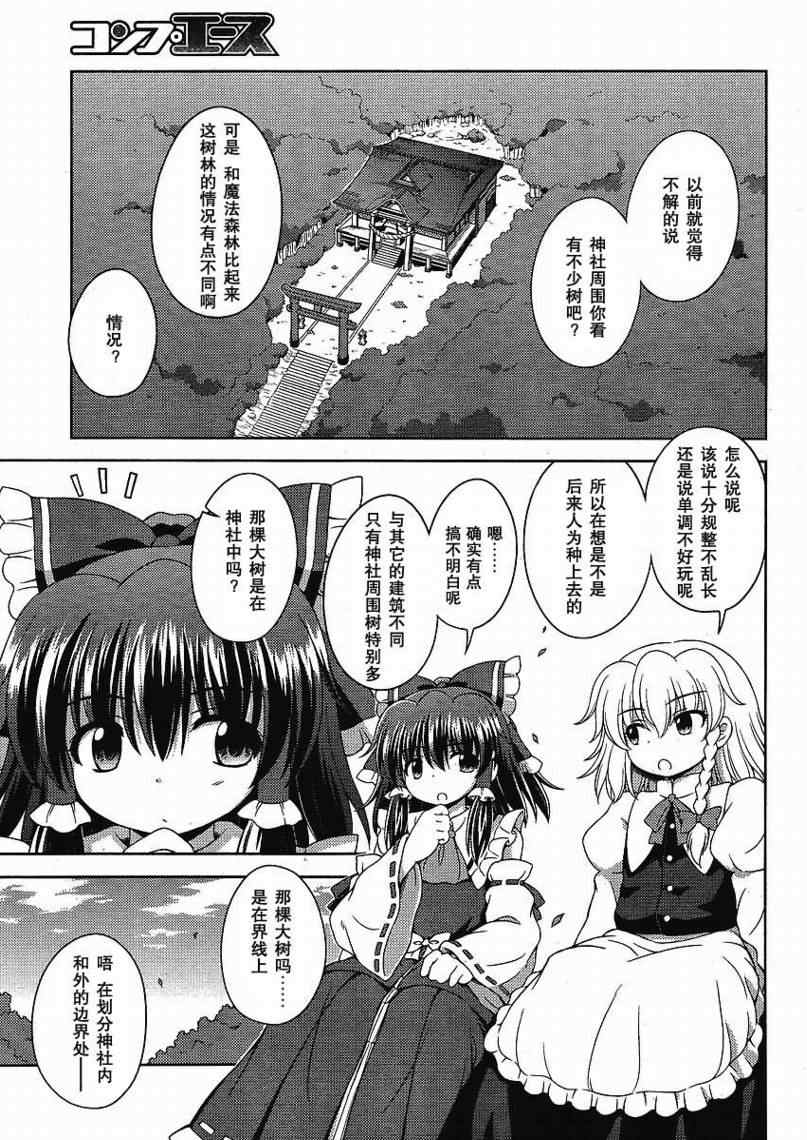 コンプエース
以前就觉得
不解的说
神社周围你看
有不少树吧？
可是 和魔法森林比起来
这树林的情况有点不同啊
情况？
怎么说呢
该说十分规整不乱长
还是说单调不好玩呢
所以在想是不是
后来人为种上去的
嗯……
确实有点
搞不明白呢
与其它的建筑不同
只有神社周围树特别多
那棵大树是在
神社中吗？
那棵大树吗……
是在界线上
唔 在划分神社内
和外的边界处——